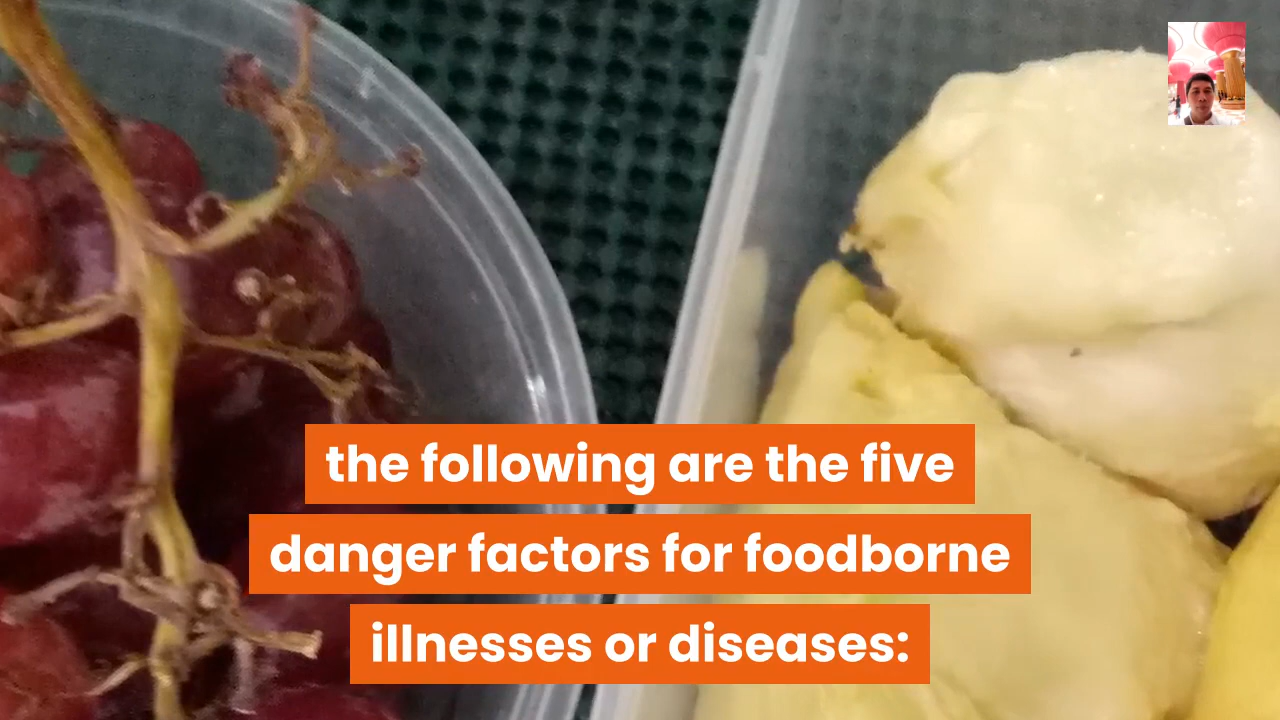 the following are the five
danger factors for foodborne
illnesses or diseases: